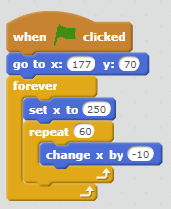 when clicked
go to x: 177 y: 70
forever
set x to 250
repeat 60
change x by -10